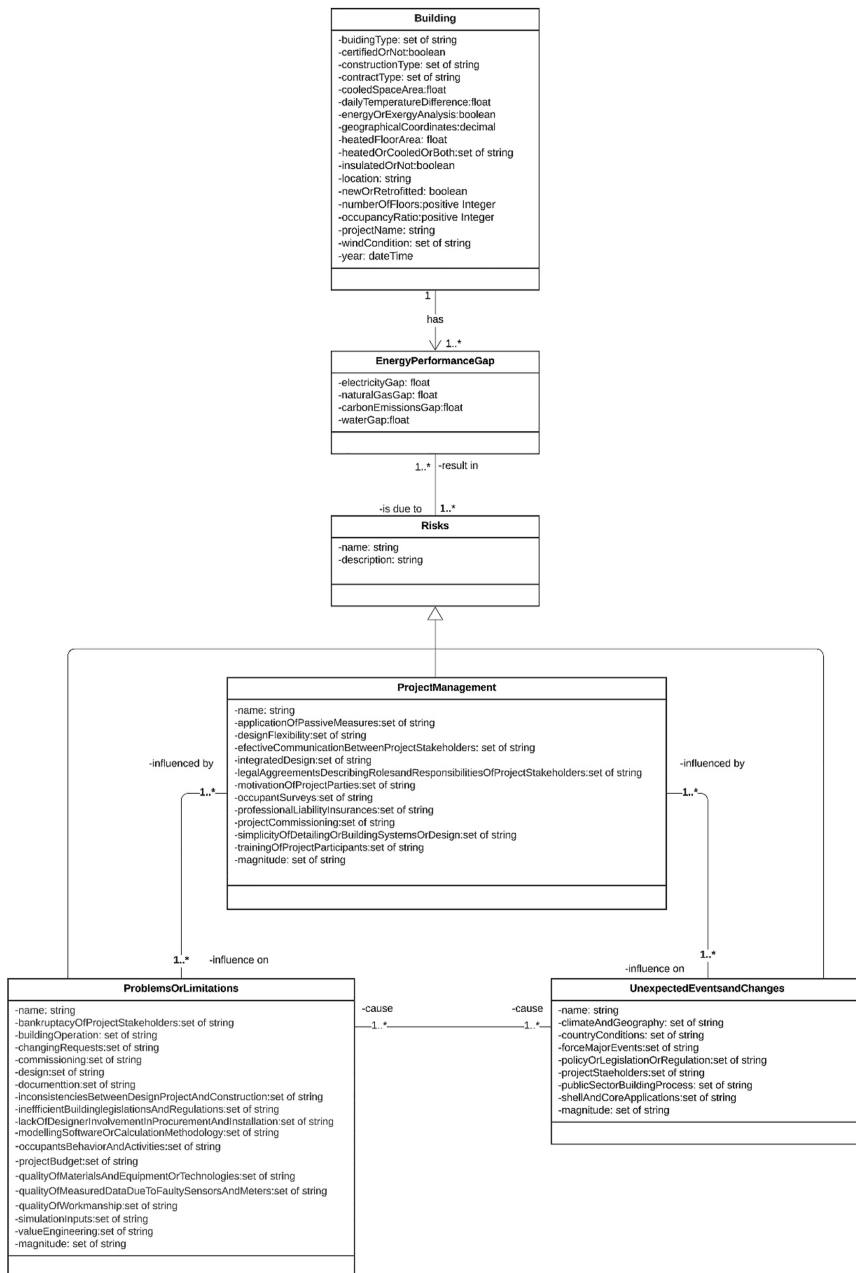 Building
-buidingType: set of string
-certifiedOrNot:boolean
-constructionType: set of string
-contractType: set of string
-cooledSpaceArea:float
-dailyTemperatureDifference:float
-energyOrExergyAnalysis:boolean
-geographicalCoordinates:decimal
-heatedFloorArea: float
-heatedOrCooledOrBoth:set of string
-insulatedOrNot:boolean
-location: string
-newOrRetrofitted: boolean
-numberOfFloors:positive Integer
-occupancyRatio:positive Integer
-projectName: string
-windCondition: set of string
-year: dateTime
1
has
1..*
EnergyPerformanceGap
-electricityGap: float
-naturalGasGap: float
-carbonEmissionsGap:float
-waterGap:float
1..* -result in
-is due to 1..*
Risks
-name: string
-description: string
ProjectManagement
-name: string
-applicationOfPassiveMeasures:set of string
-designFlexibility:set of string
-efectiveCommunicationBetweenProjectStakeholders: set of string
-integratedDesign:set of string
-legalAggreementsDescribingRolesandResponsibilitiesOfProjectStakeholders:set of string
-motivationOfProjectParties:set of string
-occupantSurveys:set of string
-professionalLiabilityInsurances:set of string
-projectCommissioning:set of string
-simplicityOfDetailingOrBuildingSystemsOrDesign:set of string
-trainingOfProjectParticipants:set of string
-magnitude: set of string
-influenced by
1..*
-influenced by
1..*
1..* -influence on
1..*
-influence on
ProblemsOrLimitations
-name: string
-bankruptacyOfProjectStakeholders:set of string
-buildingOperation: set of string
-changingRequests:set of string
-commissioning:set of string
-design:set of string
-documenttion:set of string
-inconsistenciesBetweenDesignProjectAndConstruction:set of string
-ineffficientBuildinglegislationsAndRegulations:set of string
-lackOfDesignerInvolvementInProcurementAndInstallation:set of string
-modellingSoftwareOrCalculationMethodology:set of string
-occupantsBehaviorAndActivities:set of string
-projectBudget:set of string
-qualityOfMaterialsAndEquipmentOrTechnologies:set of string
-qualityOfMeasuredDataDueToFaultySensorsAndMeters:set of string
-qualityOfWorkmanship:set of string
-simulationInputs:set of string
-valueEngineering:set of string
-magnitude: set of string
-cause -cause
1..* 1..*
UnexpectedEventsandChanges
-name: string
-climateAndGeography: set of string
-countryConditions: set of string
-forceMajorEvents:set of string
-policyOrLegislationOrRegulation:set of string
-projectStaeholders:set of string
-publicSectorBuildingProcess: set of string
-shellAndCoreApplications:set of string
-magnitude: set of string